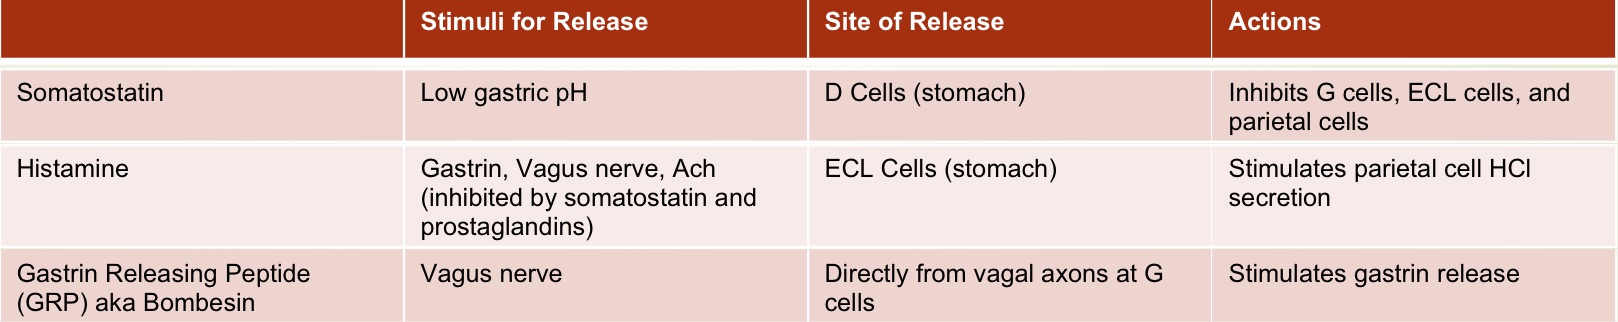 Stimuli for Release
Site of Release
Actions
Somatostatin
Low gastric pH
D Cells (stomach)
Inhibits G cells, ECL cells, and
parietal cells
Histamine
Gastrin, Vagus nerve, Ach
(inhibited by somatostatin and
prostaglandins)
ECL Cells (stomach)
Stimulates parietal cell HCl
secretion
Gastrin Releasing Peptide
(GRP) aka Bombesin
Vagus nerve
Directly from vagal axons at G
cells
Stimulates gastrin release